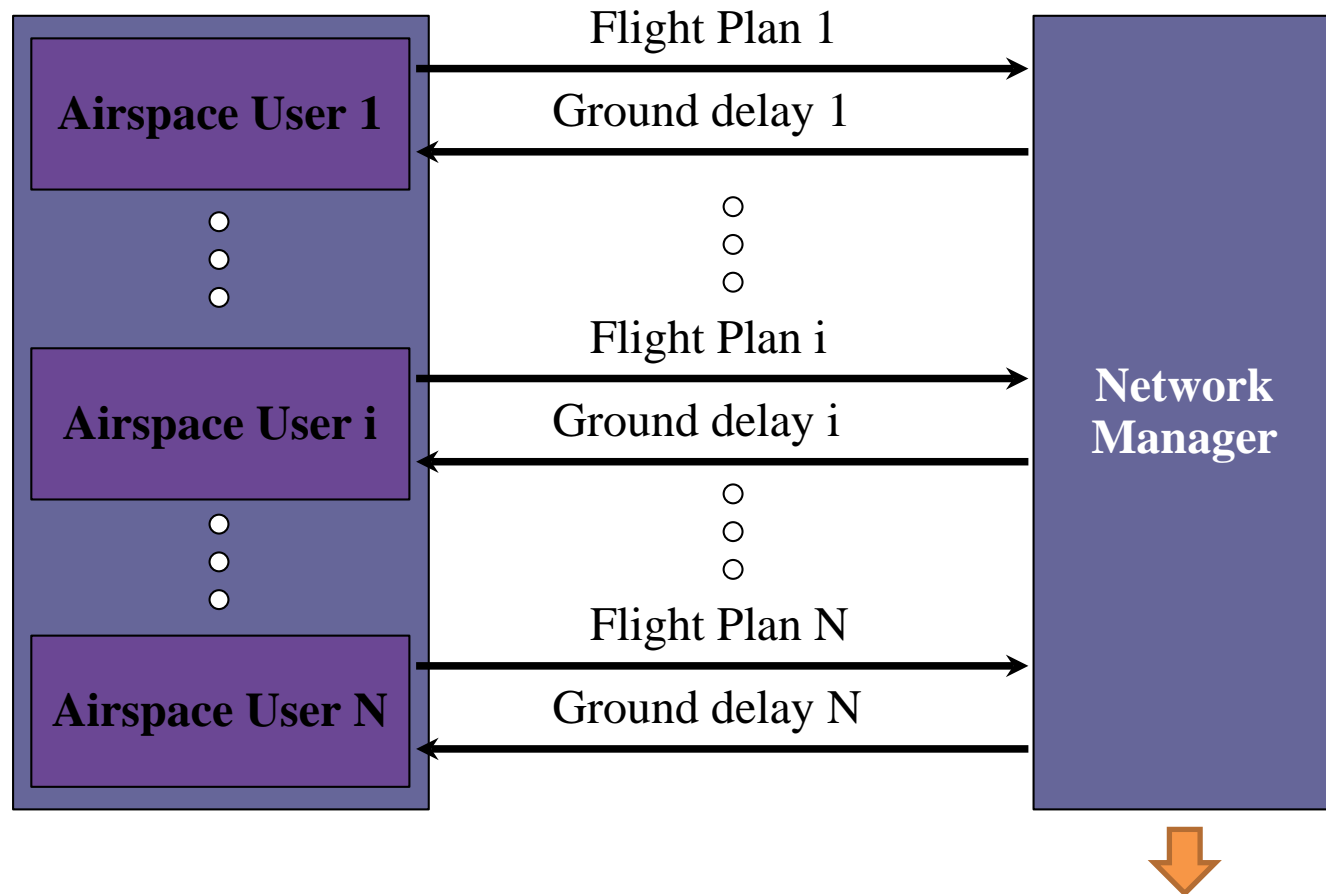 Flight Plan 1
Airspace User 1
Ground delay 1
Flight Plan i
Airspace User i
Ground delay i
Network
Manager
Flight Plan N
Airspace User N
Ground delay N